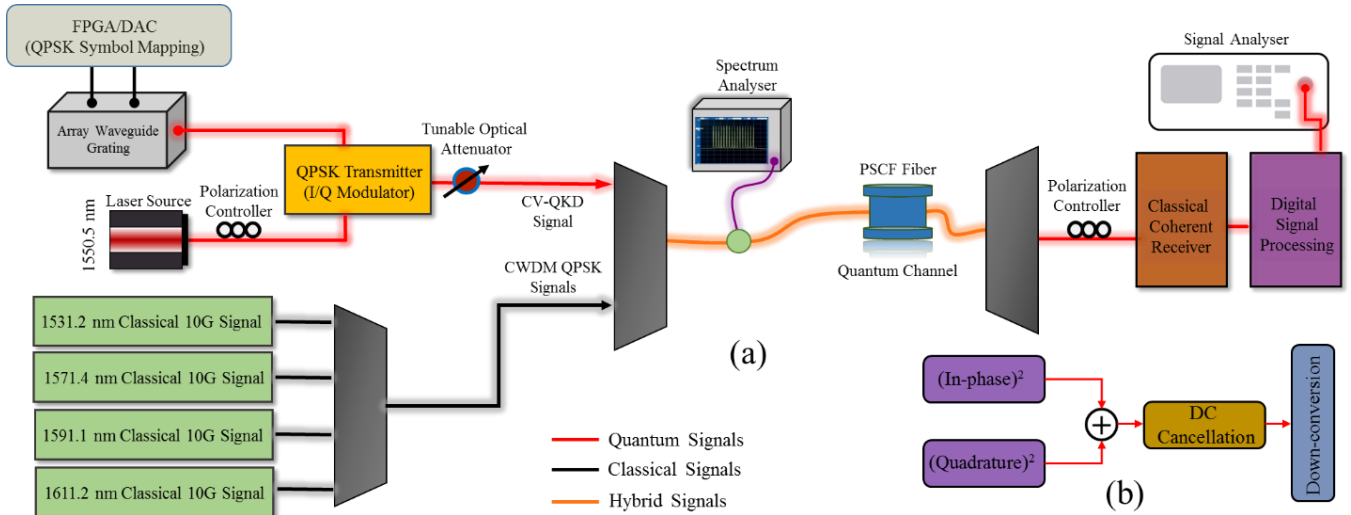 FPGA/DAC
(QPSK Symbol Mapping)
Array Waveguide
Grating
Laser Source
1550.5 nm
Polarization
Controller
QPSK Transmitter
(I/Q Modulator)
Tunable Optical
Attenuator
CV-QKD
Signal
CWDM QPSK
Signals
1531.2 nm Classical 10G Signal
1571.4 nm Classical 10G Signal
1591.1 nm Classical 10G Signal
1611.2 nm Classical 10G Signal
Spectrum
Analyser
PSCF Fiber
Quantum Channel
(a)
Polarization
Controller
Classical
Coherent
Receiver
Digital
Signal
Processing
Signal Analyser
Quantum Signals
Classical Signals
Hybrid Signals
(In-phase)²
(Quadrature)²
DC
Cancellation
Down-conversion
(b)